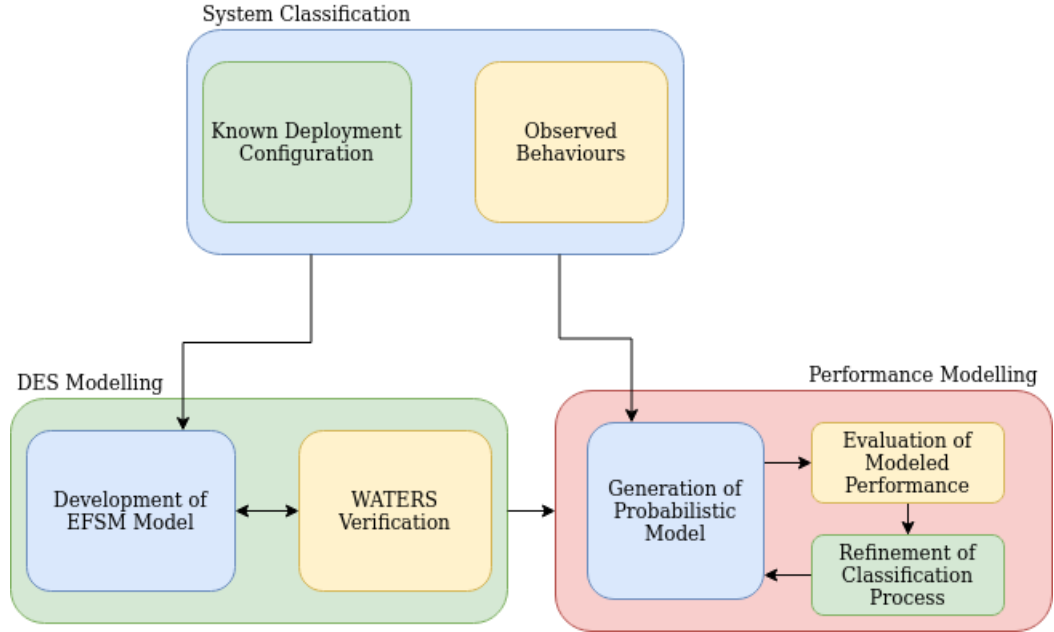 System Classification
Known Deployment
Configuration
Observed
Behaviours
DES Modelling
Development of
EFSM Model
WATERS
Verification
Performance Modelling
Generation of
Probabilistic
Model
Evaluation of
Modeled
Performance
Refinement of
Classification
Process